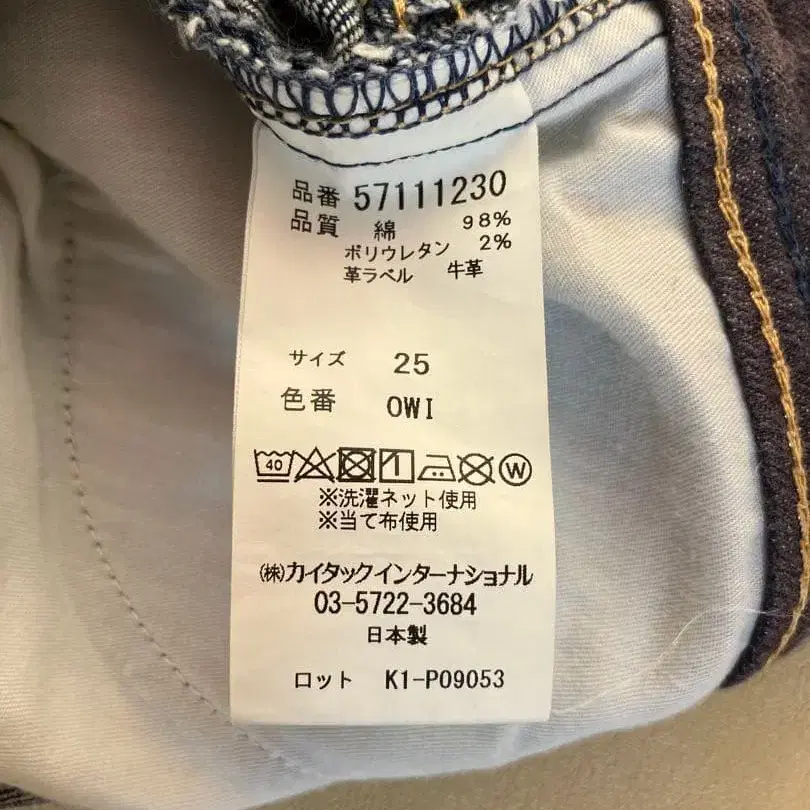 品番 57111230
品質 綿 98%
ポリウレタン 2%
革ラベル 牛革
サイズ 25
色番 OWI
40 W
※洗濯ネット使用
※当て布使用
㈱カイタックインターナショナル
03-5722-3684
日本製
ロット K1-P09053